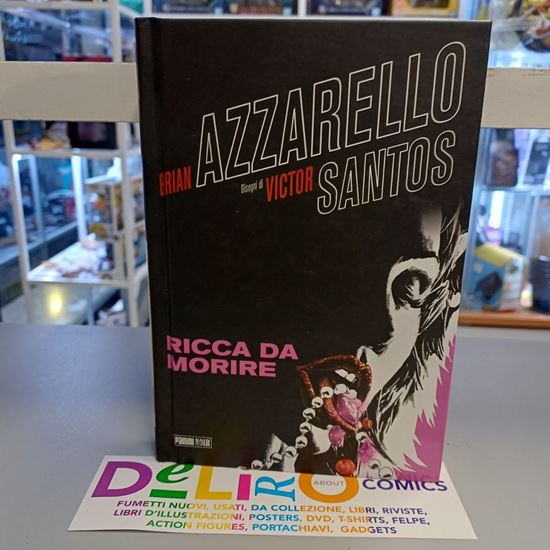 BRIAN AZZARELLO
Disegni di VICTOR SANTOS
RICCA DA
MORIRE
PANINI NOIR
DeLiRO ABOUT COMICS
FUMETTI NUOVI, USATI, DA COLLEZIONE, LIBRI, RIVISTE,
LIBRI D'ILLUSTRAZIONI, POSTERS, DVD, T-SHIRTS, FELPE,
ACTION FIGURES, PORTACHIAVI, GADGETS